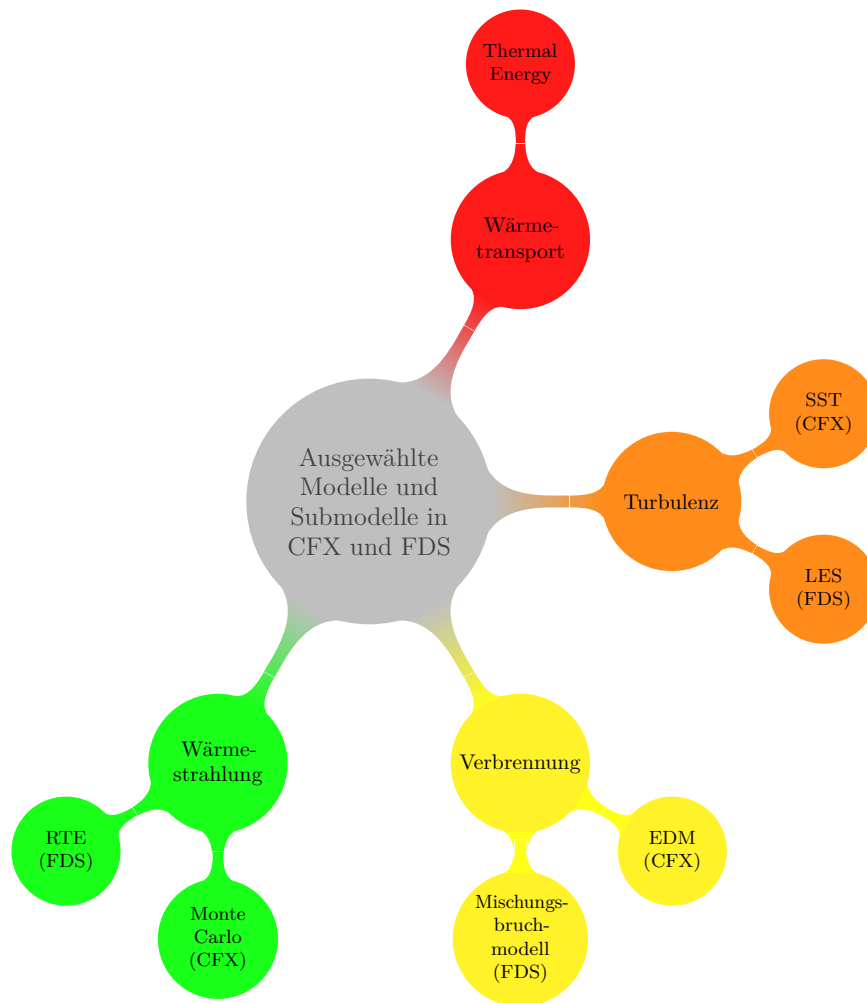 Thermal
Energy
Wärme-
transport
Ausgewählte
Modelle und
Submodelle in
CFX und FDS
SST
(CFX)
Turbulenz
LES
(FDS)
Wärme-
strahlung
Verbrennung
RTE
(FDS)
EDM
(CFX)
Monte
Carlo
(CFX)
Mischungs-
bruch-
modell
(FDS)